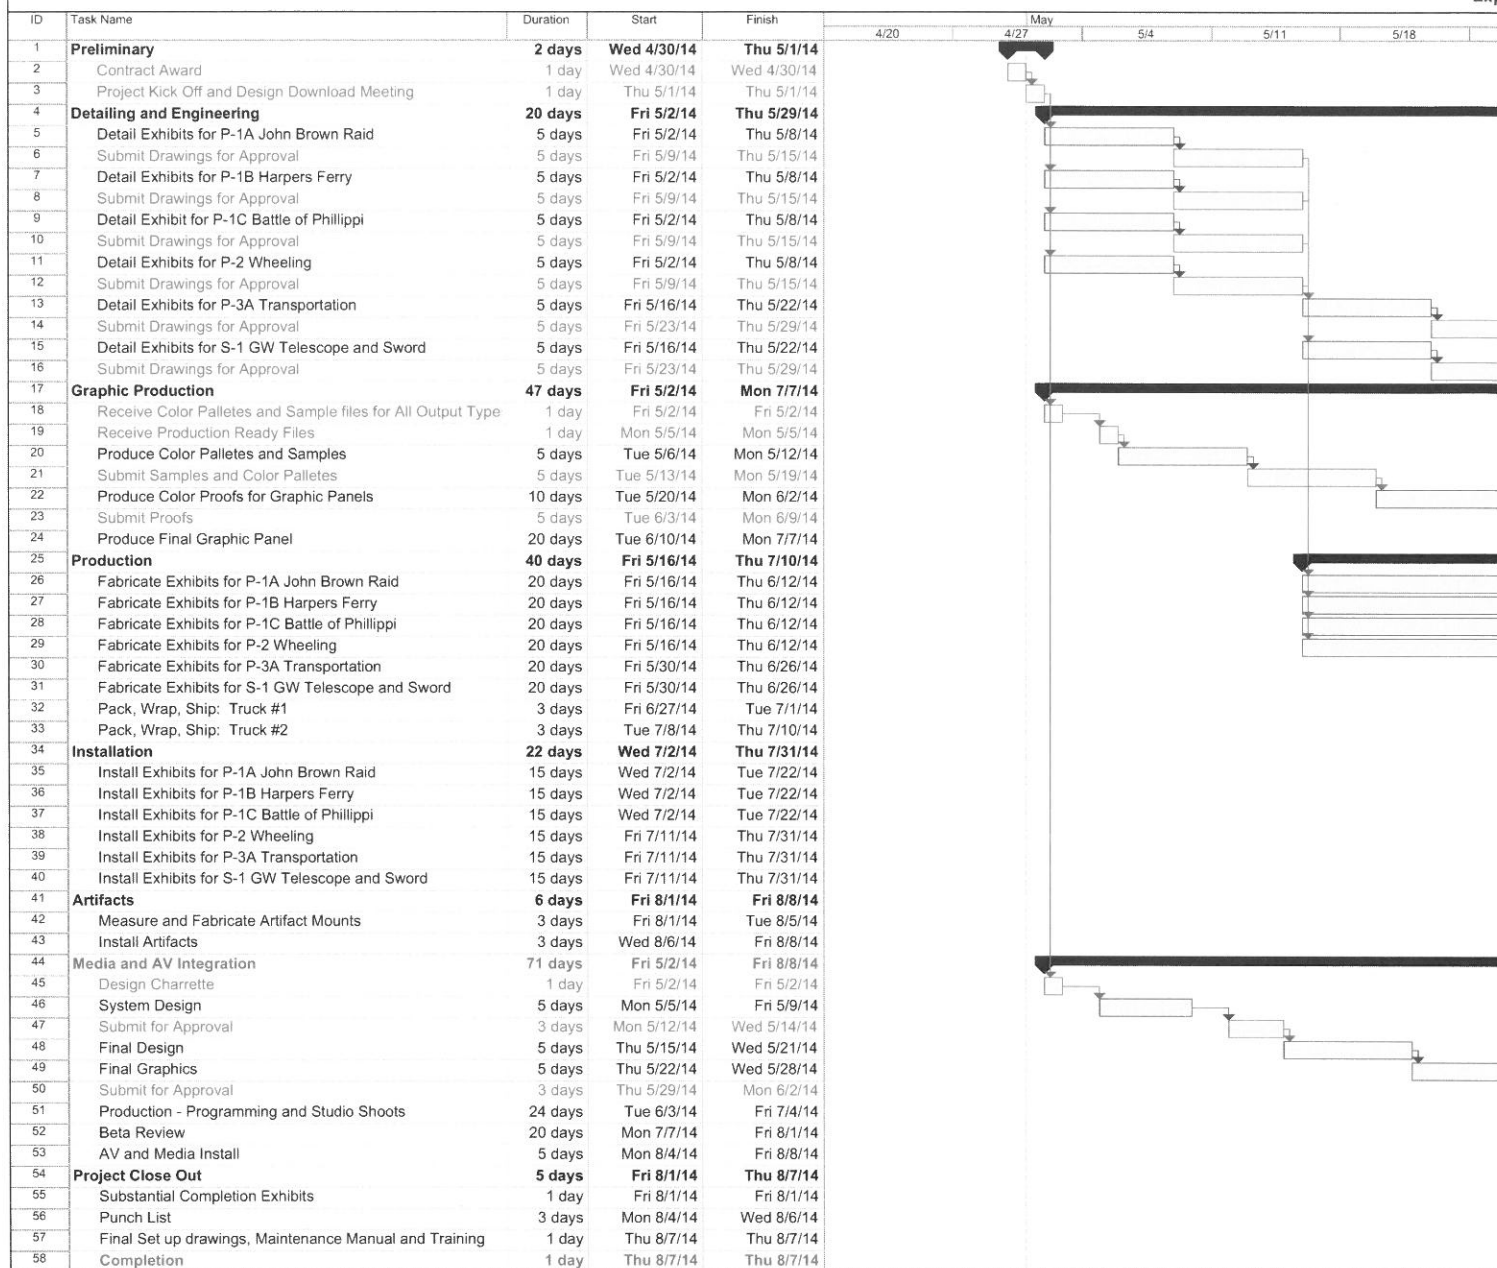 ID Task Name Duration Start Finish May
4/20 4/27 5/4 5/11 5/18
1 Preliminary 2 days Wed 4/30/14 Thu 5/1/14
2 Contract Award 1 day Wed 4/30/14 Wed 4/30/14
3 Project Kick Off and Design Download Meeting 1 day Thu 5/1/14 Thu 5/1/14
4 Detailing and Engineering 20 days Fri 5/2/14 Thu 5/29/14
5 Detail Exhibits for P-1A John Brown Raid 5 days Fri 5/2/14 Thu 5/8/14
6 Submit Drawings for Approval 5 days Fri 5/9/14 Thu 5/15/14
7 Detail Exhibits for P-1B Harpers Ferry 5 days Fri 5/2/14 Thu 5/8/14
8 Submit Drawings for Approval 5 days Fri 5/9/14 Thu 5/15/14
9 Detail Exhibit for P-1C Battle of Phillippi 5 days Fri 5/2/14 Thu 5/8/14
10 Submit Drawings for Approval 5 days Fri 5/9/14 Thu 5/15/14
11 Detail Exhibits for P-2 Wheeling 5 days Fri 5/2/14 Thu 5/8/14
12 Submit Drawings for Approval 5 days Fri 5/9/14 Thu 5/15/14
13 Detail Exhibits for P-3A Transportation 5 days Fri 5/16/14 Thu 5/22/14
14 Submit Drawings for Approval 5 days Fri 5/23/14 Thu 5/29/14
15 Detail Exhibits for S-1 GW Telescope and Sword 5 days Fri 5/16/14 Thu 5/22/14
16 Submit Drawings for Approval 5 days Fri 5/23/14 Thu 5/29/14
17 Graphic Production 47 days Fri 5/2/14 Mon 7/7/14
18 Receive Color Palletes and Sample files for All Output Type 1 day Fri 5/2/14 Fri 5/2/14
19 Receive Production Ready Files 1 day Mon 5/5/14 Mon 5/5/14
20 Produce Color Palletes and Samples 5 days Tue 5/6/14 Mon 5/12/14
21 Submit Samples and Color Palletes 5 days Tue 5/13/14 Mon 5/19/14
22 Produce Color Proofs for Graphic Panels 10 days Tue 5/20/14 Mon 6/2/14
23 Submit Proofs 5 days Tue 6/3/14 Mon 6/9/14
24 Produce Final Graphic Panel 20 days Tue 6/10/14 Mon 7/7/14
25 Production 40 days Fri 5/16/14 Thu 7/10/14
26 Fabricate Exhibits for P-1A John Brown Raid 20 days Fri 5/16/14 Thu 6/12/14
27 Fabricate Exhibits for P-1B Harpers Ferry 20 days Fri 5/16/14 Thu 6/12/14
28 Fabricate Exhibits for P-1C Battle of Phillippi 20 days Fri 5/16/14 Thu 6/12/14
29 Fabricate Exhibits for P-2 Wheeling 20 days Fri 5/16/14 Thu 6/12/14
30 Fabricate Exhibits for P-3A Transportation 20 days Fri 5/30/14 Thu 6/26/14
31 Fabricate Exhibits for S-1 GW Telescope and Sword 20 days Fri 5/30/14 Thu 6/26/14
32 Pack, Wrap, Ship: Truck #1 3 days Fri 6/27/14 Tue 7/1/14
33 Pack, Wrap, Ship: Truck #2 3 days Tue 7/8/14 Thu 7/10/14
34 Installation 22 days Wed 7/2/14 Thu 7/31/14
35 Install Exhibits for P-1A John Brown Raid 15 days Wed 7/2/14 Tue 7/22/14
36 Install Exhibits for P-1B Harpers Ferry 15 days Wed 7/2/14 Tue 7/22/14
37 Install Exhibits for P-1C Battle of Phillippi 15 days Wed 7/2/14 Tue 7/22/14
38 Install Exhibits for P-2 Wheeling 15 days Fri 7/11/14 Thu 7/31/14
39 Install Exhibits for P-3A Transportation 15 days Fri 7/11/14 Thu 7/31/14
40 Install Exhibits for S-1 GW Telescope and Sword 15 days Fri 7/11/14 Thu 7/31/14
41 Artifacts 6 days Fri 8/1/14 Fri 8/8/14
42 Measure and Fabricate Artifact Mounts 3 days Fri 8/1/14 Tue 8/5/14
43 Install Artifacts 3 days Wed 8/6/14 Fri 8/8/14
44 Media and AV Integration 71 days Fri 5/2/14 Fri 8/8/14
45 Design Charrette 1 day Fri 5/2/14 Fri 5/2/14
46 System Design 5 days Mon 5/5/14 Fri 5/9/14
47 Submit for Approval 3 days Mon 5/12/14 Wed 5/14/14
48 Final Design 5 days Thu 5/15/14 Wed 5/21/14
49 Final Graphics 5 days Thu 5/22/14 Wed 5/28/14
50 Submit for Approval 3 days Thu 5/29/14 Mon 6/2/14
51 Production - Programming and Studio Shoots 24 days Tue 6/3/14 Fri 7/4/14
52 Beta Review 20 days Mon 7/7/14 Fri 8/1/14
53 AV and Media Install 5 days Mon 8/4/14 Fri 8/8/14
54 Project Close Out 5 days Fri 8/1/14 Thu 8/7/14
55 Substantial Completion Exhibits 1 day Fri 8/1/14 Fri 8/1/14
56 Punch List 3 days Mon 8/4/14 Wed 8/6/14
57 Final Set up drawings, Maintenance Manual and Training 1 day Thu 8/7/14 Thu 8/7/14
58 Completion 1 day Thu 8/7/14 Thu 8/7/14